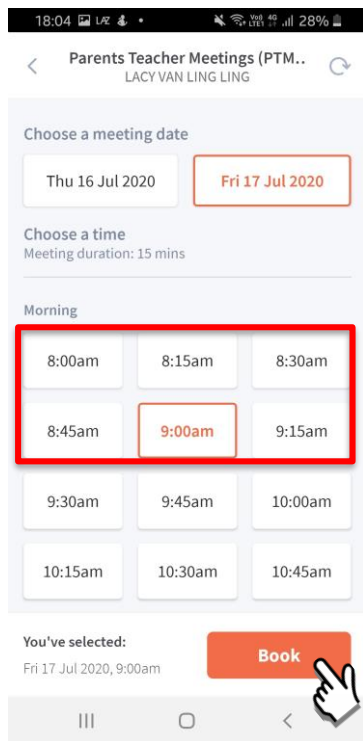 18:04 28%
Parents Teacher Meetings (PTM..
LACY VAN LING LING
Choose a meeting date
Thu 16 Jul 2020 Fri 17 Jul 2020
Choose a time
Meeting duration: 15 mins
Morning
8:00am 8:15am 8:30am
8:45am 9:00am 9:15am
9:30am 9:45am 10:00am
10:15am 10:30am 10:45am
You've selected:
Fri 17 Jul 2020, 9:00am
Book